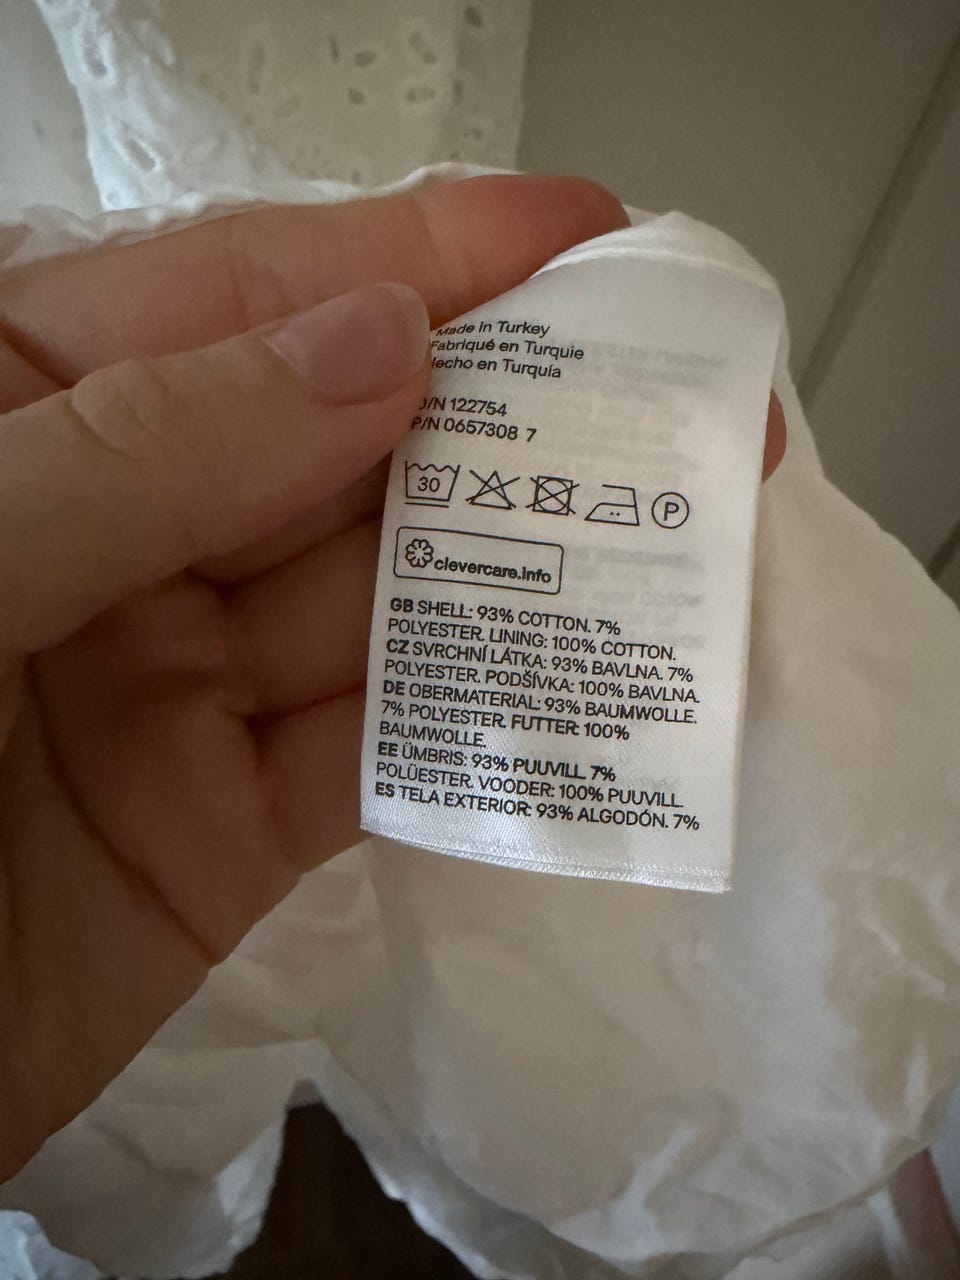 Made in Turkey
Fabriqué en Turquie
Hecho en Turquía
O/N 122754
P/N 0657308 7
30
P
clevercare.info
GB SHELL: 93% COTTON. 7%
POLYESTER. LINING: 100% COTTON.
CZ SVRCHNÍ LÁTKA: 93% BAVLNA. 7%
POLYESTER. PODŠÍVKA: 100% BAVLNA.
DE OBERMATERIAL: 93% BAUMWOLLE.
7% POLYESTER. FUTTER: 100%
BAUMWOLLE.
EE ÜMBRIS: 93% PUUVILL. 7%
POLÜESTER. VOODER: 100% PUUVILL.
ES TELA EXTERIOR: 93% ALGODÓN. 7%